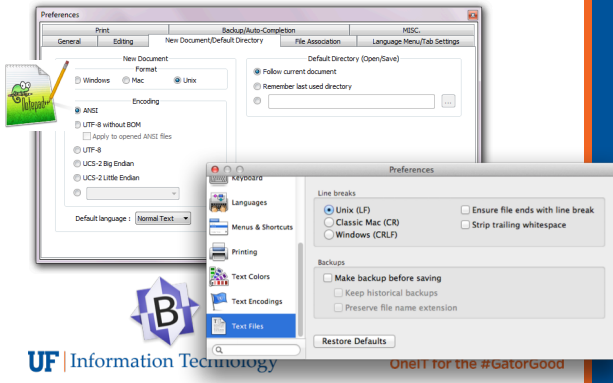 Preferences
Print
Backup/Auto-Completion
MISC.
General
Editing
New Document/Default Directory
File Association
Language Menu/Tab Settings
New Document
Format
Windows
Mac
Unix
Encoding
ANSI
UTF-8 without BOM
Apply to opened ANSI files
UTF-8
UCS-2 Big Endian
UCS-2 Little Endian
Default language :
Normal Text
Default Directory (Open/Save)
Follow current document
Remember last used directory
...
Notepad++
Preferences
Keyboard
Languages
Menus & Shortcuts
Printing
Text Colors
Text Encodings
Text Files
Line breaks
Unix (LF)
Classic Mac (CR)
Windows (CRLF)
Ensure file ends with line break
Strip trailing whitespace
Backups
Make backup before saving
Keep historical backups
Preserve file name extension
Restore Defaults
B
UF Information Technology
OneIT for the #GatorGood